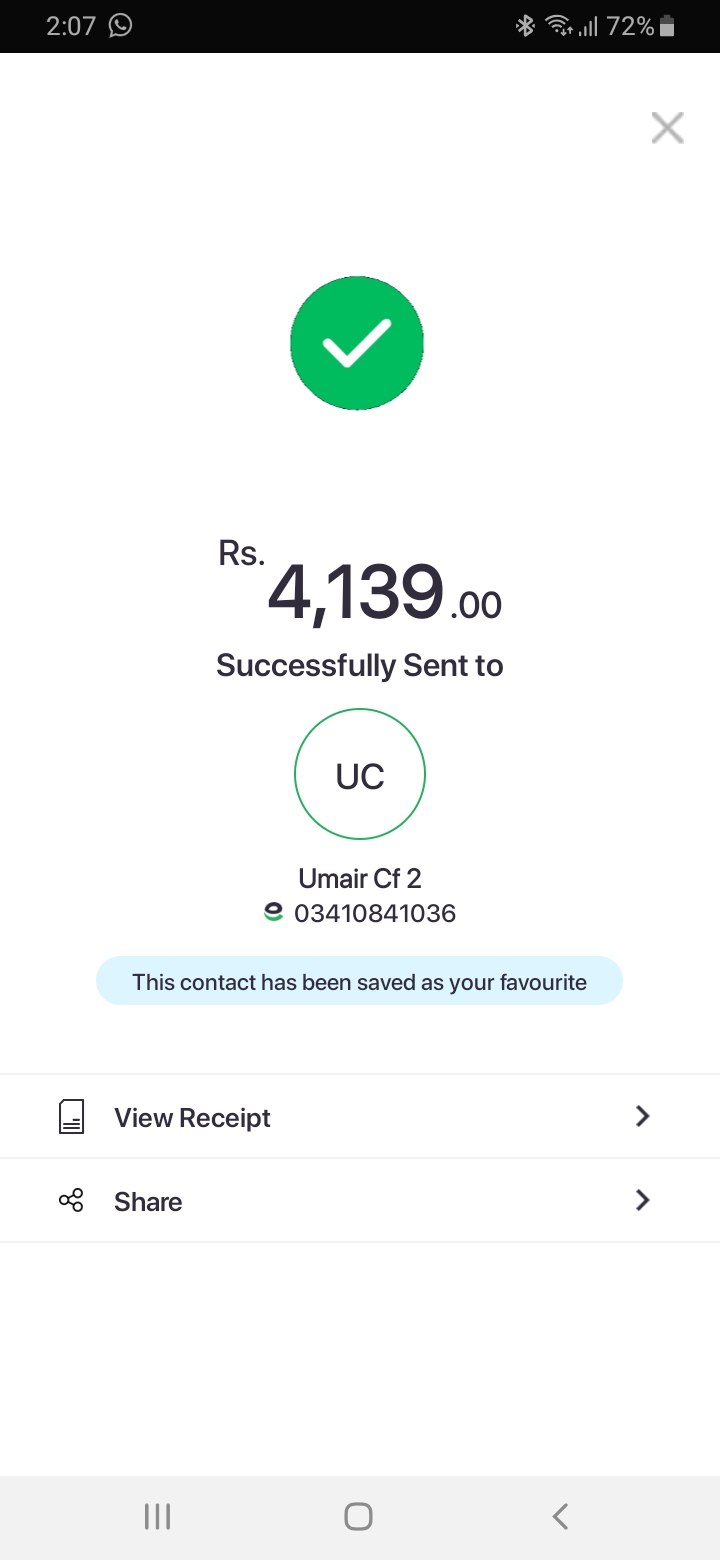 2:07 72%
Rs. 4,139.00
Successfully Sent to
UC
Umair Cf 2
03410841036
This contact has been saved as your favourite
View Receipt
Share